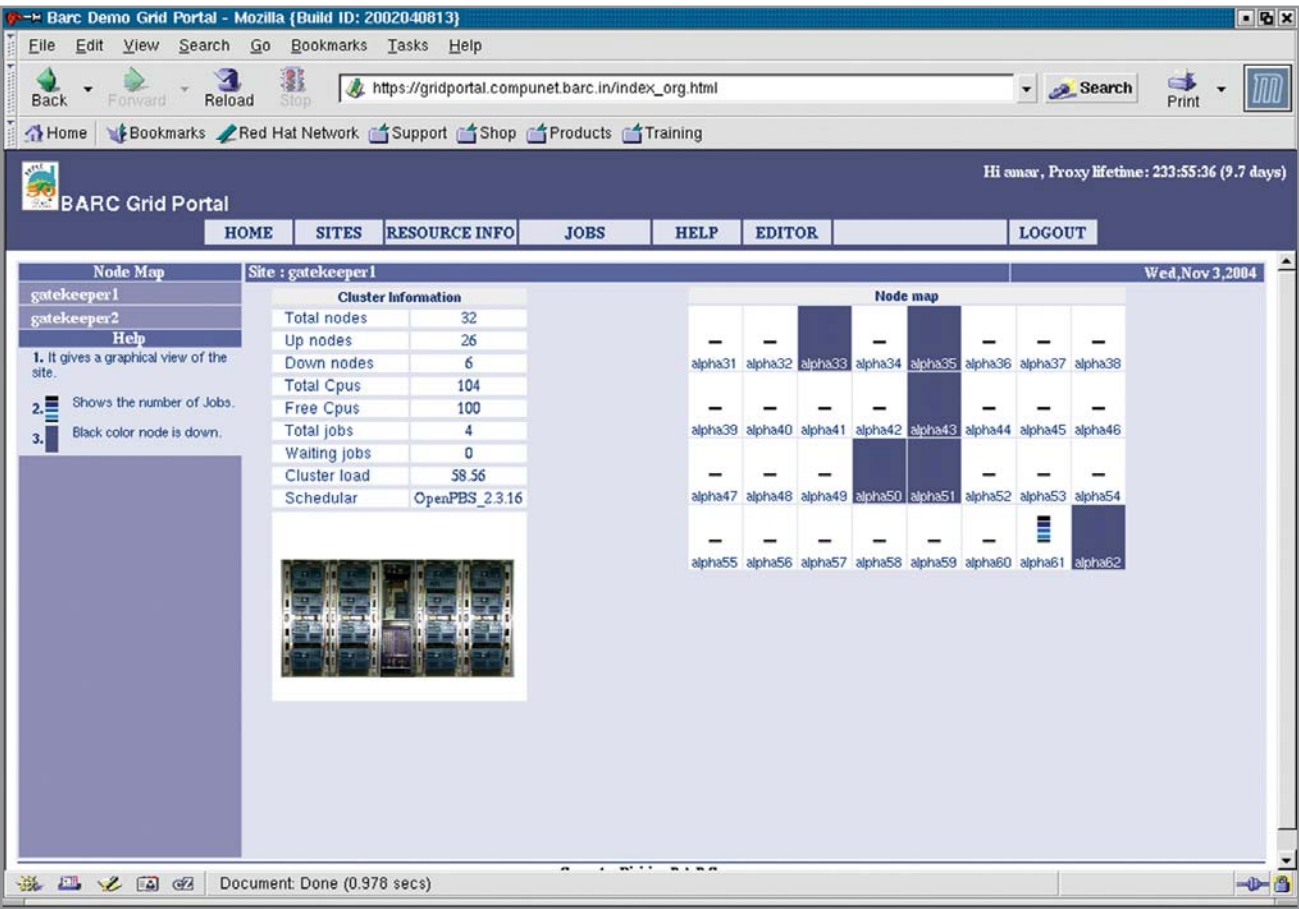 Barc Demo Grid Portal - Mozilla {Build ID: 2002040813}
File Edit View Search Go Bookmarks Tasks Help
Back Forward Reload Stop https://gridportal.compunet.barc.in/index_org.html Search Print
Home Bookmarks Red Hat Network Support Shop Products Training
Hi amar, Proxy lifetime: 233:55:36 (9.7 days)
BARC Grid Portal
HOME SITES RESOURCE INFO JOBS HELP EDITOR LOGOUT
Node Map
gatekeeper1
gatekeeper2
Help
1. It gives a graphical view of the
site.
2. Shows the number of Jobs.
3. Black color node is down.
Site : gatekeeper1 Wed,Nov 3,2004
Cluster Information
Total nodes 32
Up nodes 26
Down nodes 6
Total Cpus 104
Free Cpus 100
Total jobs 4
Waiting jobs 0
Cluster load 58.56
Schedular OpenPBS_2.3.16
Node map
alpha31 alpha32 alpha33 alpha34 alpha35 alpha36 alpha37 alpha38
alpha39 alpha40 alpha41 alpha42 alpha43 alpha44 alpha45 alpha46
alpha47 alpha48 alpha49 alpha50 alpha51 alpha52 alpha53 alpha54
alpha55 alpha56 alpha57 alpha58 alpha59 alpha60 alpha61 alpha62
Document: Done (0.978 secs)